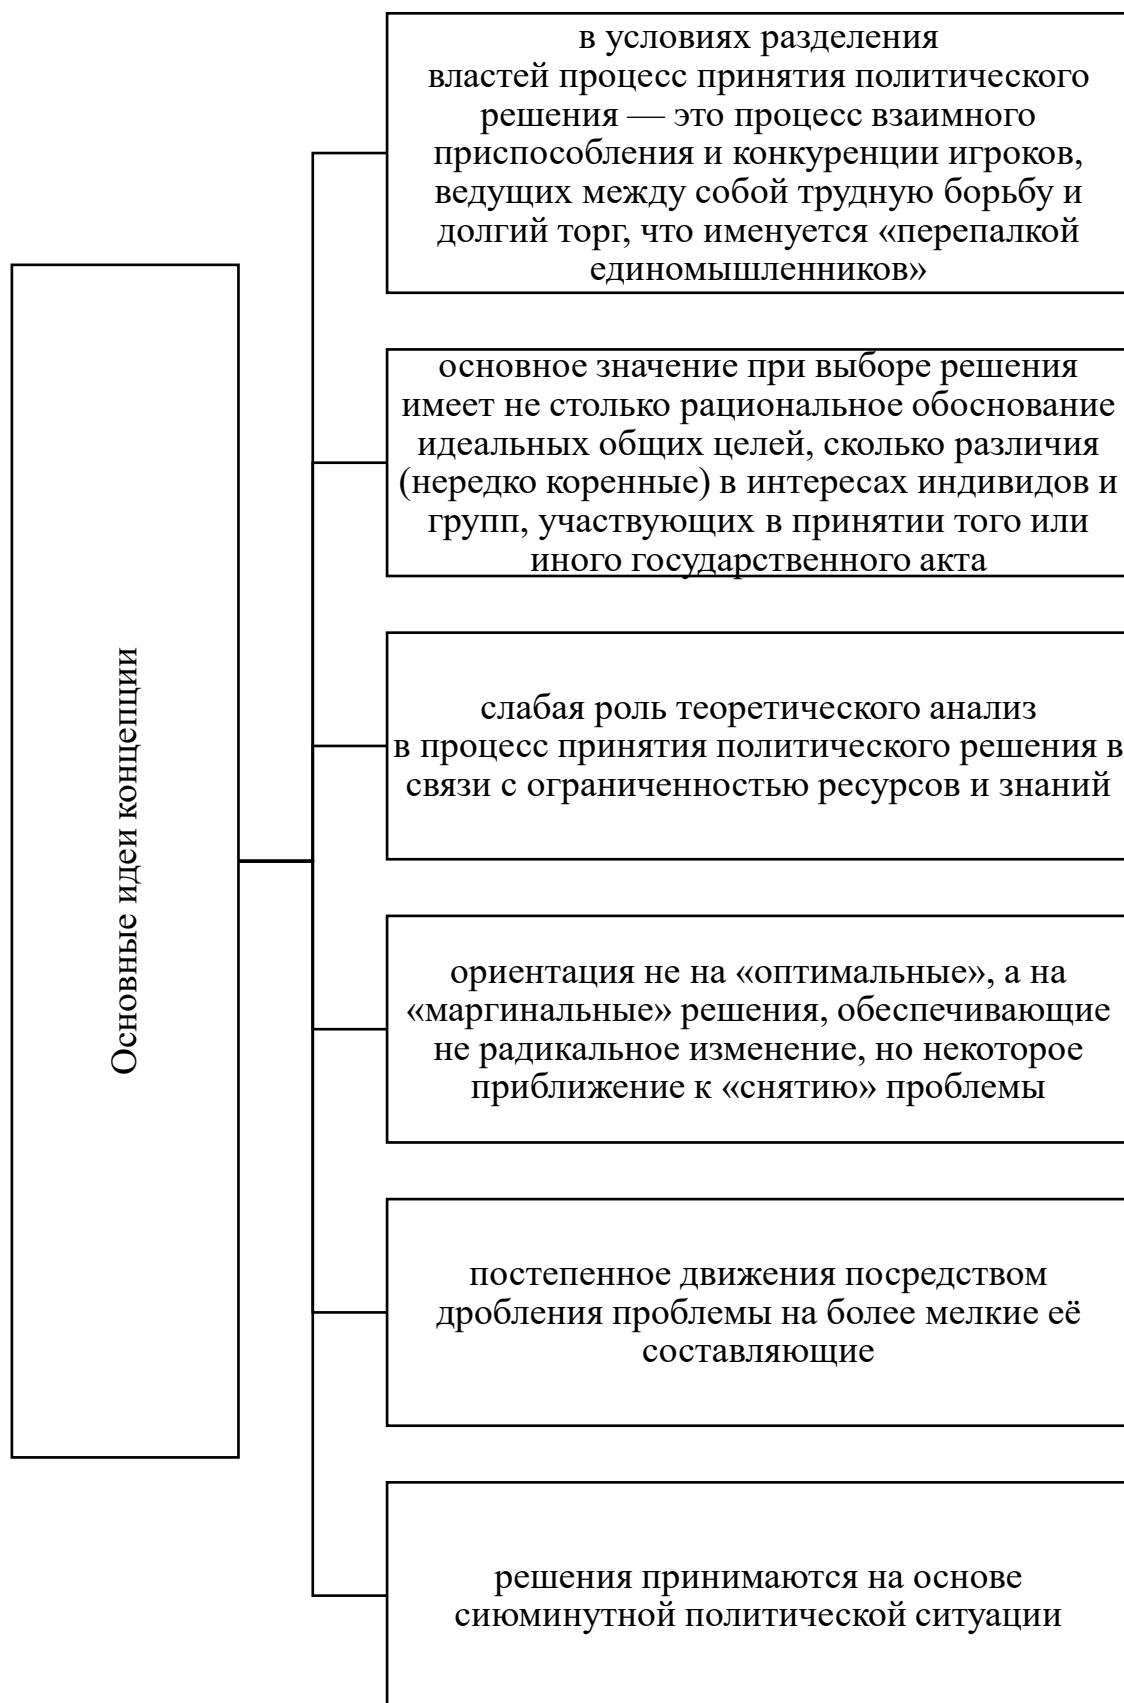 Основные идеи концепции
в условиях разделения
властей процесс принятия политического
решения — это процесс взаимного
приспособления и конкуренции игроков,
ведущих между собой трудную борьбу и
долгий торг, что именуется «перепалкой
единомышленников»
основное значение при выборе решения
имеет не столько рациональное обоснование
идеальных общих целей, сколько различия
(нередко коренные) в интересах индивидов и
групп, участвующих в принятии того или
иного государственного акта
слабая роль теоретического анализ
в процесс принятия политического решения в
связи с ограниченностью ресурсов и знаний
ориентация не на «оптимальные», а на
«маргинальные» решения, обеспечивающие
не радикальное изменение, но некоторое
приближение к «снятию» проблемы
постепенное движения посредством
дробления проблемы на более мелкие её
составляющие
решения принимаются на основе
сиюминутной политической ситуации